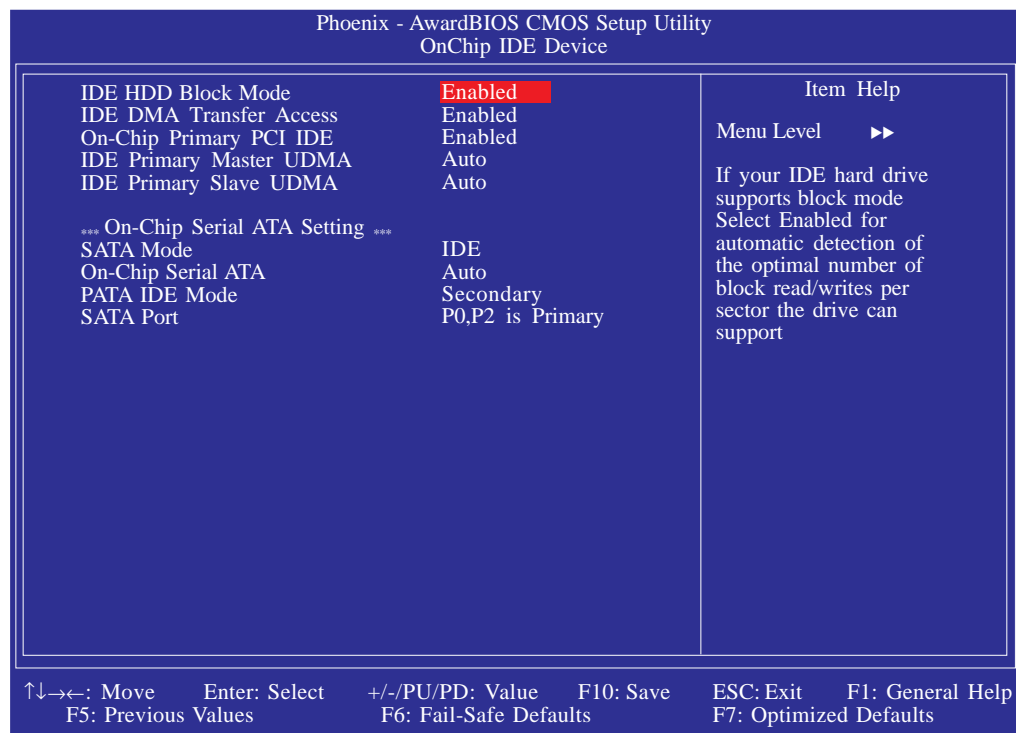 Phoenix - AwardBIOS CMOS Setup Utility
OnChip IDE Device
IDE HDD Block Mode Enabled
IDE DMA Transfer Access Enabled
On-Chip Primary PCI IDE Enabled
IDE Primary Master UDMA Auto
IDE Primary Slave UDMA Auto
*** On-Chip Serial ATA Setting ***
SATA Mode IDE
On-Chip Serial ATA Auto
PATA IDE Mode Secondary
SATA Port P0,P2 is Primary
Item Help
Menu Level ►►
If your IDE hard drive
supports block mode
Select Enabled for
automatic detection of
the optimal number of
block read/writes per
sector the drive can
support
↑↓→←: Move Enter: Select +/-/PU/PD: Value F10: Save ESC: Exit F1: General Help
F5: Previous Values F6: Fail-Safe Defaults F7: Optimized Defaults